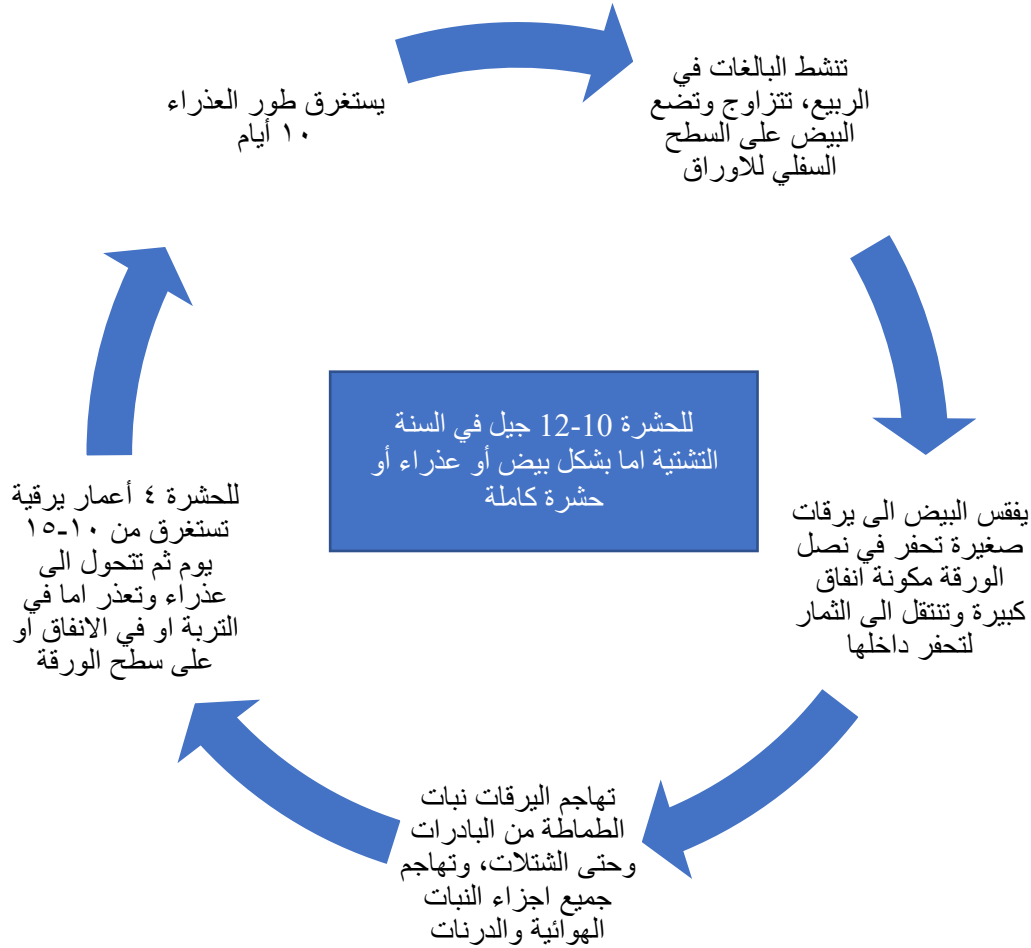 تنشط البالغات في
الربيع، تتزاوج وتضع
البيض على السطح
السفلي للاوراق
يفقس البيض الى يرقات
صغيرة تحفر في نصل
الورقة مكونة انفاق
كبيرة وتنتقل الى الثمار
لتحفر داخلها
تهاجم اليرقات نبات
الطماطة من البادرات
وحتى الشتلات، وتهاجم
جميع اجزاء النبات
الهوائية والدرنات
للحشرة ٤ أعمار يرقية
تستغرق من ١٠-١٥
يوم ثم تتحول الى
عذراء وتعذر اما في
التربة او في الانفاق او
على سطح الورقة
يستغرق طور العذراء
١٠ أيام
للحشرة 10-12 جيل في السنة
التشتية اما بشكل بيض أو عذراء أو
حشرة كاملة